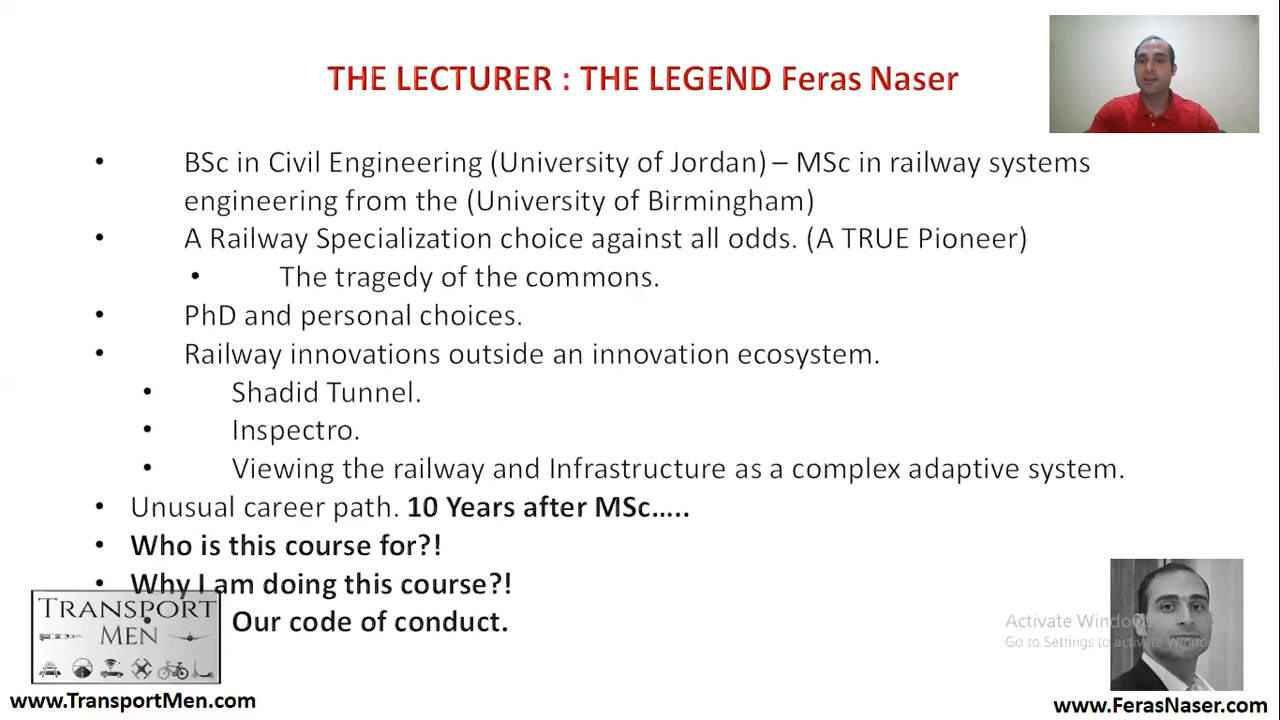 THE LECTURER : THE LEGEND Feras Naser
• BSc in Civil Engineering (University of Jordan) – MSc in railway systems
engineering from the (University of Birmingham)
• A Railway Specialization choice against all odds. (A TRUE Pioneer)
• The tragedy of the commons.
• PhD and personal choices.
• Railway innovations outside an innovation ecosystem.
• Shadid Tunnel.
• Inspectro.
• Viewing the railway and Infrastructure as a complex adaptive system.
• Unusual career path. 10 Years after MSc…..
• Who is this course for?!
• Why I am doing this course?!
• Our code of conduct.
TRANSPORT
MEN
www.TransportMen.com
Activate Windows
Go to Settings to activate Windows
www.FerasNaser.com